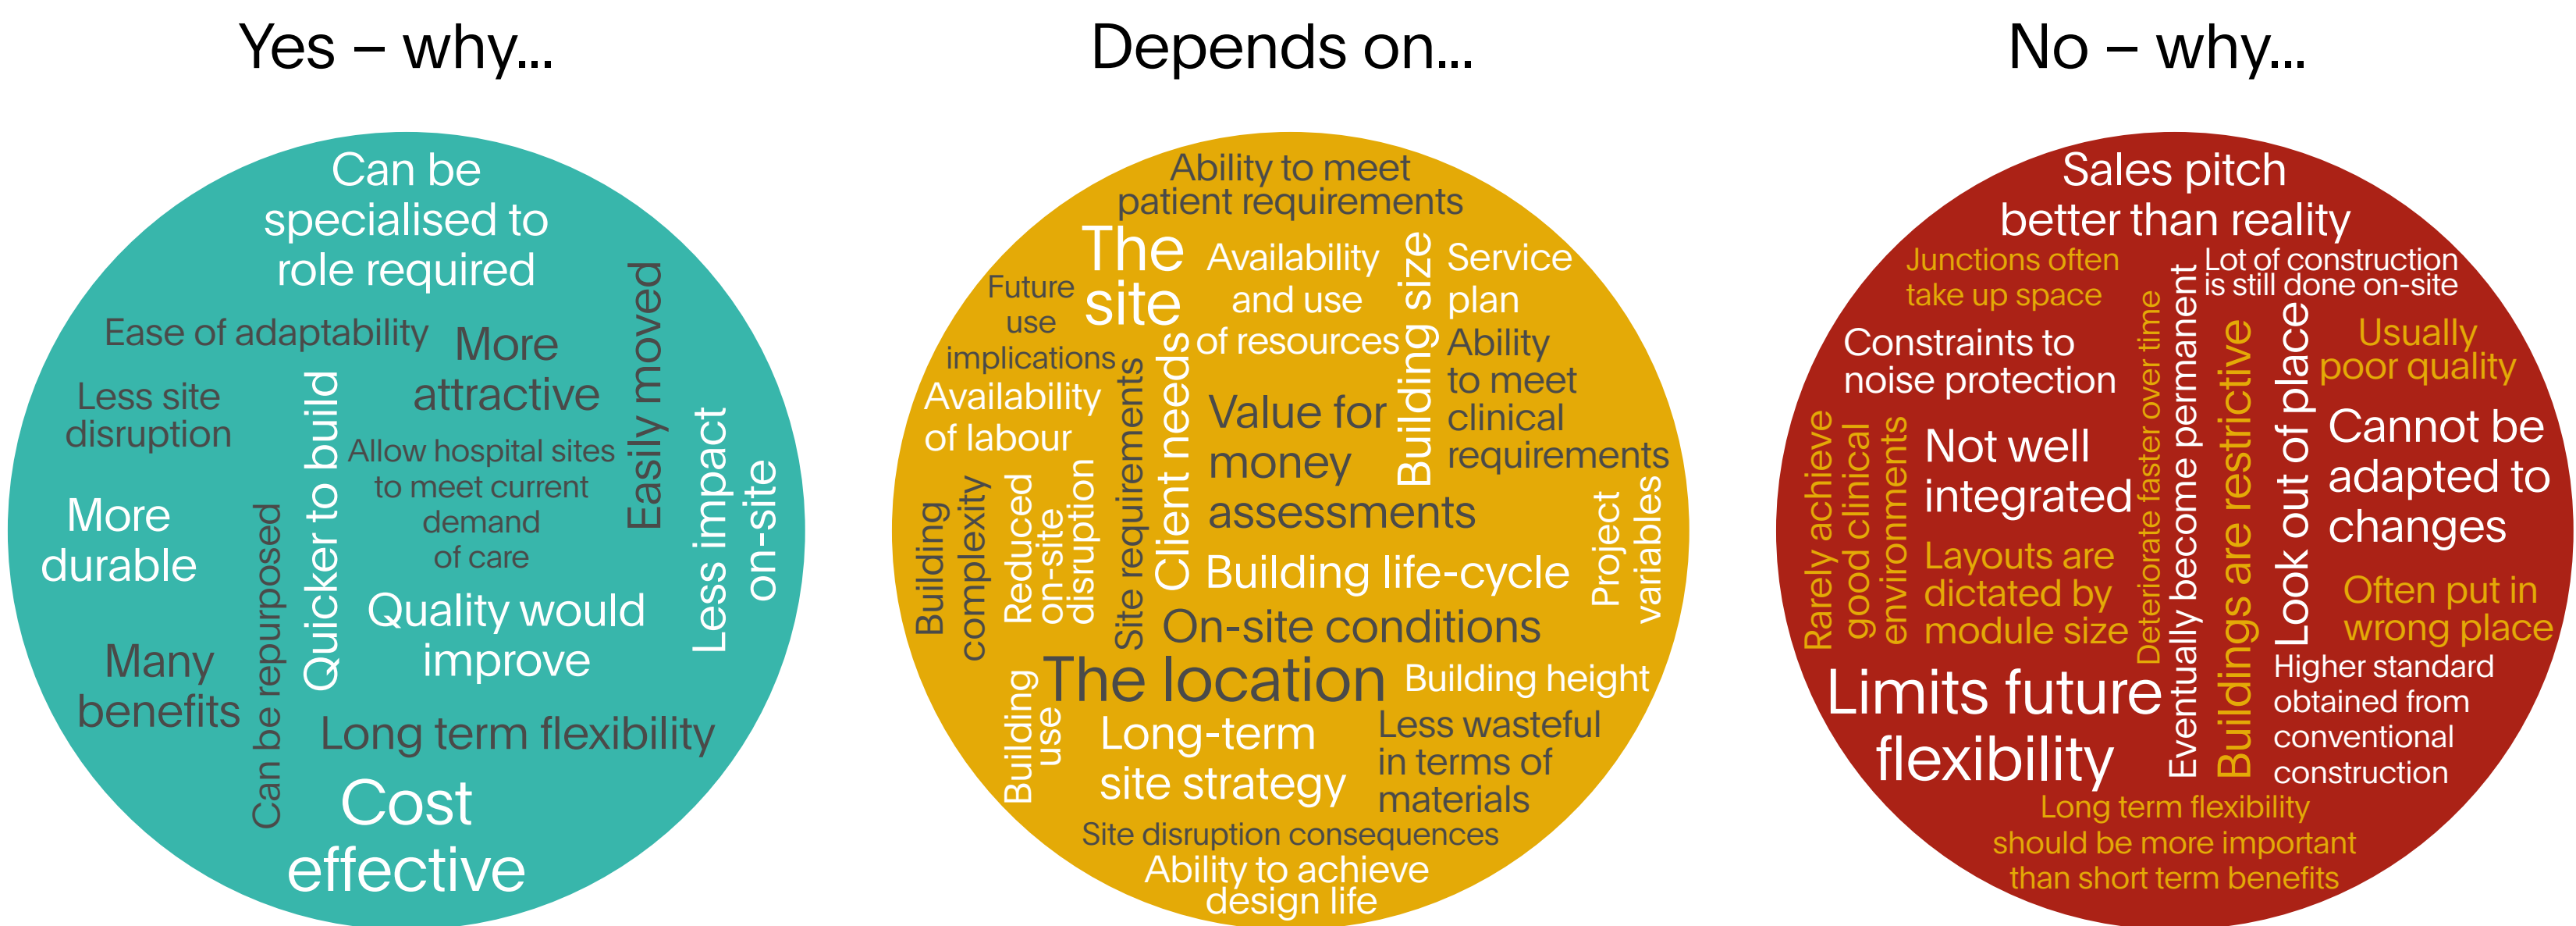 Yes – why...
Can be
specialised to
role required
Ease of adaptability
More
attractive
Easily moved
Less site
disruption
Quicker to build
Allow hospital sites
to meet current
demand
of care
Less impact
on-site
More
durable
Can be repurposed
Quality would
improve
Many
benefits
Long term flexibility
Cost
effective
Depends on...
Ability to meet
patient requirements
The
site
Availability
and use
of resources
Building size
Service
plan
Future
use
implications
Ability
to meet
clinical
requirements
Availability
of labour
Site requirements
Client needs
Value for
money
assessments
Building
complexity
Reduced
on-site
disruption
Project
variables
Building life-cycle
On-site conditions
The location
Building height
Building
use
Long-term
site strategy
Less wasteful
in terms of
materials
Site disruption consequences
Ability to achieve
design life
No – why...
Sales pitch
better than reality
Junctions often
take up space
Lot of construction
is still done on-site
Constraints to
noise protection
Deteriorate faster over time
Eventually become permanent
Buildings are restrictive
Look out of place
Usually
poor quality
Rarely achieve
good clinical
environments
Not well
integrated
Cannot be
adapted to
changes
Layouts are
dictated by
module size
Often put in
wrong place
Limits future
flexibility
Higher standard
obtained from
conventional
construction
Long term flexibility
should be more important
than short term benefits